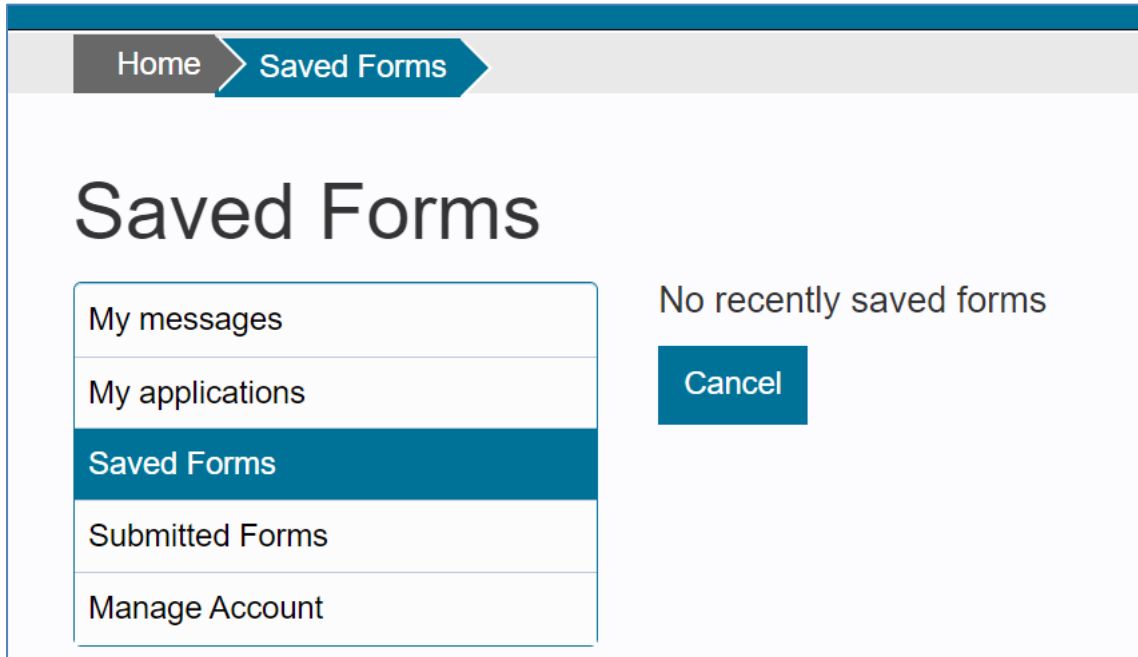 Home
Saved Forms
Saved Forms
My messages
My applications
Saved Forms
Submitted Forms
Manage Account
No recently saved forms
Cancel